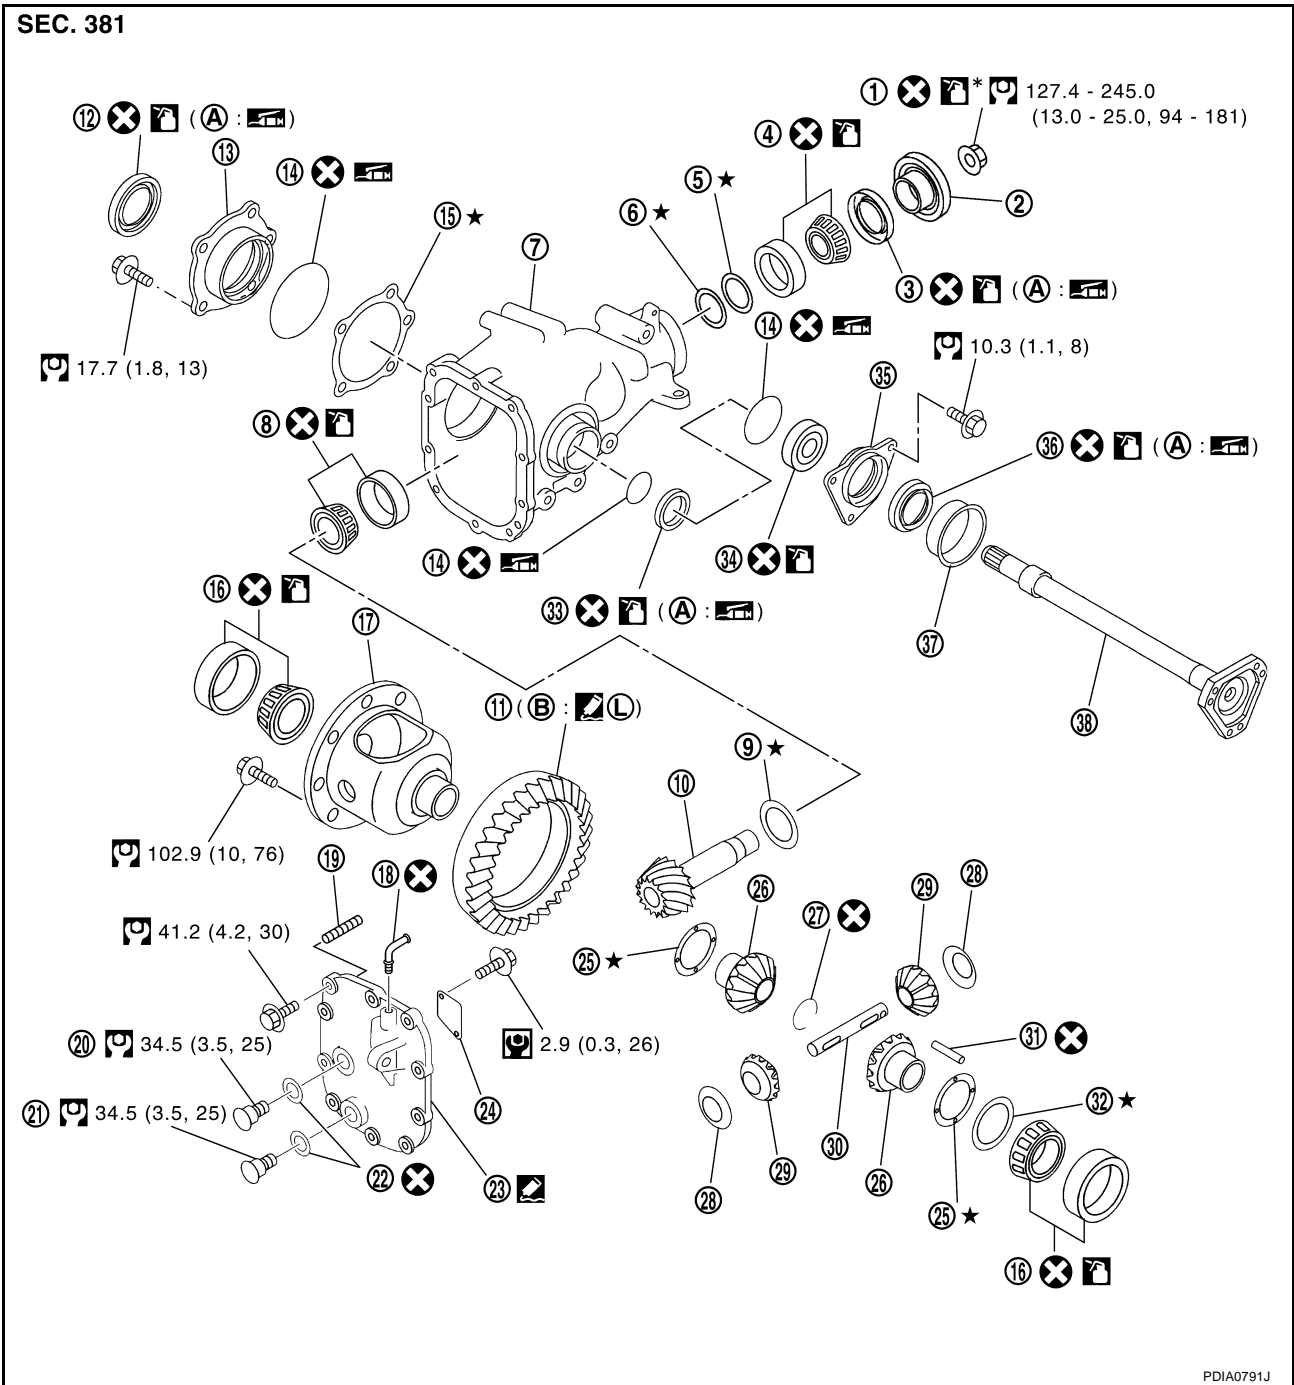 SEC. 381
① * 127.4 - 245.0
(13.0 - 25.0, 94 - 181)
⑫ ( Ⓐ : )
④
⑬
⑭
⑤ ★
②
⑥ ★
⑮ ★
⑦
③ ( Ⓐ : )
⑭
10.3 (1.1, 8)
17.7 (1.8, 13)
㉟
⑧
㊱ ( Ⓐ : )
⑭
㉞
⑯
㉝ ( Ⓐ : )
⑰
㊲
⑪ ( Ⓑ : Ⓛ )
㊳
⑨ ★
⑩
102.9 (10, 76)
⑲
⑱
㉖
㉙
㉘
㉗
41.2 (4.2, 30)
㉕ ★
⑳ 34.5 (3.5, 25)
2.9 (0.3, 26)
㉛
㉑ 34.5 (3.5, 25)
㉔
㉜ ★
㉚
㉒
㉓
㉙
㉖
㉘
㉕ ★
⑯
PDIA0791J